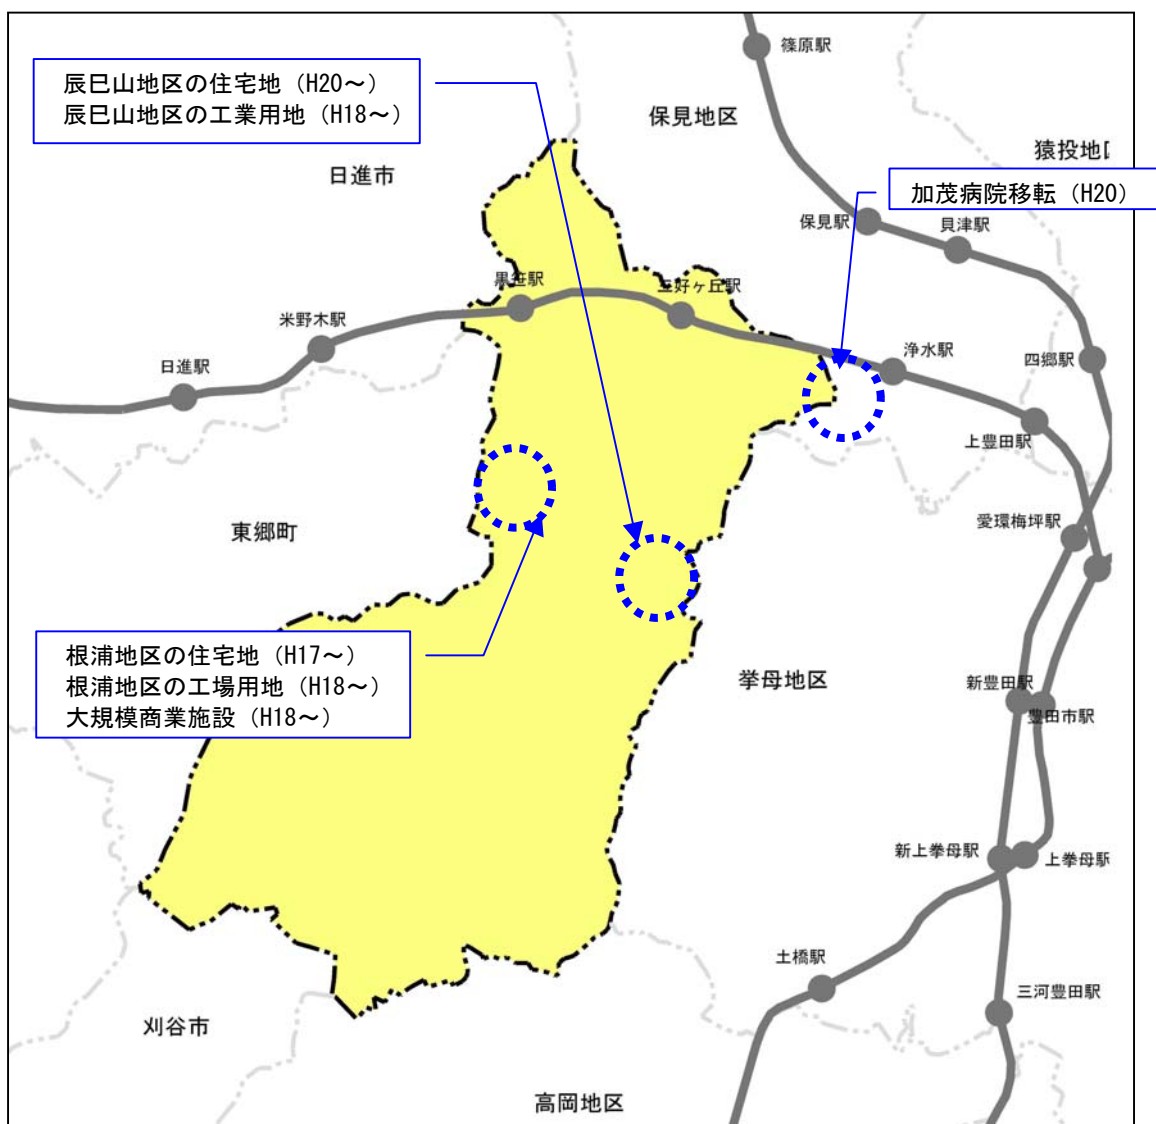 篠原駅
辰巳山地区の住宅地（H20～）
辰巳山地区の工業用地（H18～）
保見地区
猿投地
日進市
加茂病院移転（H20）
保見駅
貝津駅
黒笹駅
三好ヶ丘駅
米野木駅
浄水駅
四郷駅
日進駅
上豊田駅
愛環梅坪駅
東郷町
根浦地区の住宅地（H17～）
根浦地区の工場用地（H18～）
大規模商業施設（H18～）
挙母地区
新豊田駅
豊田市駅
新上挙母駅
上挙母駅
土橋駅
三河豊田駅
刈谷市
高岡地区